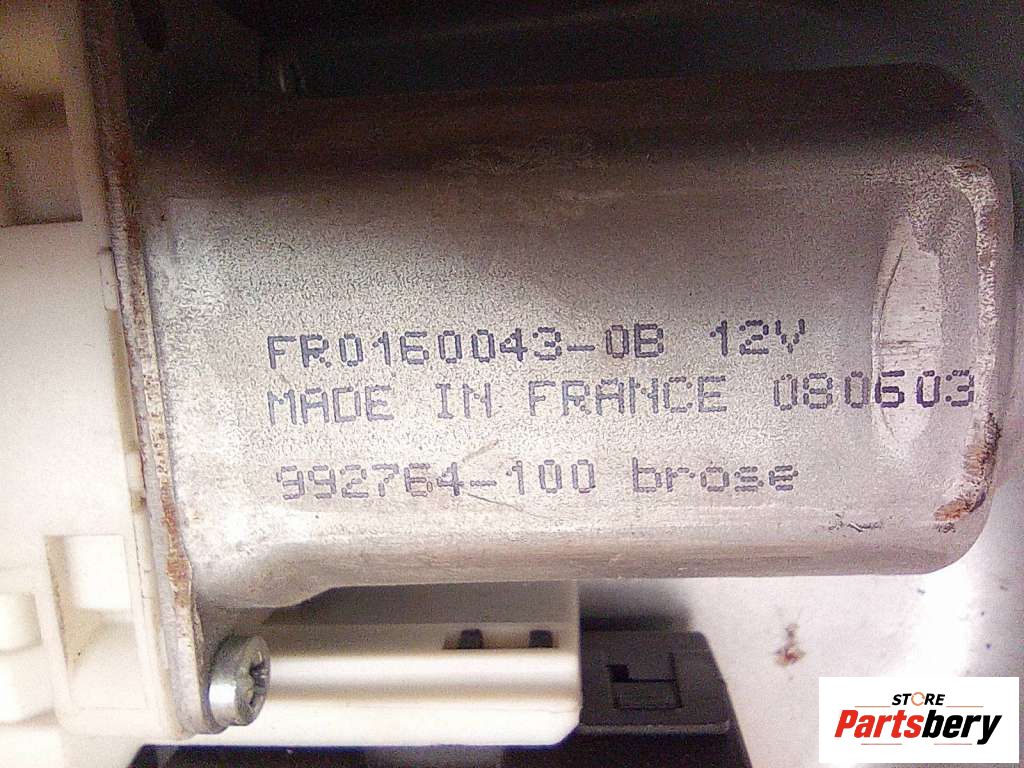 FR0160043-0B 12V
MADE IN FRANCE 080603
992764-100 brose
STORE
Partsbery